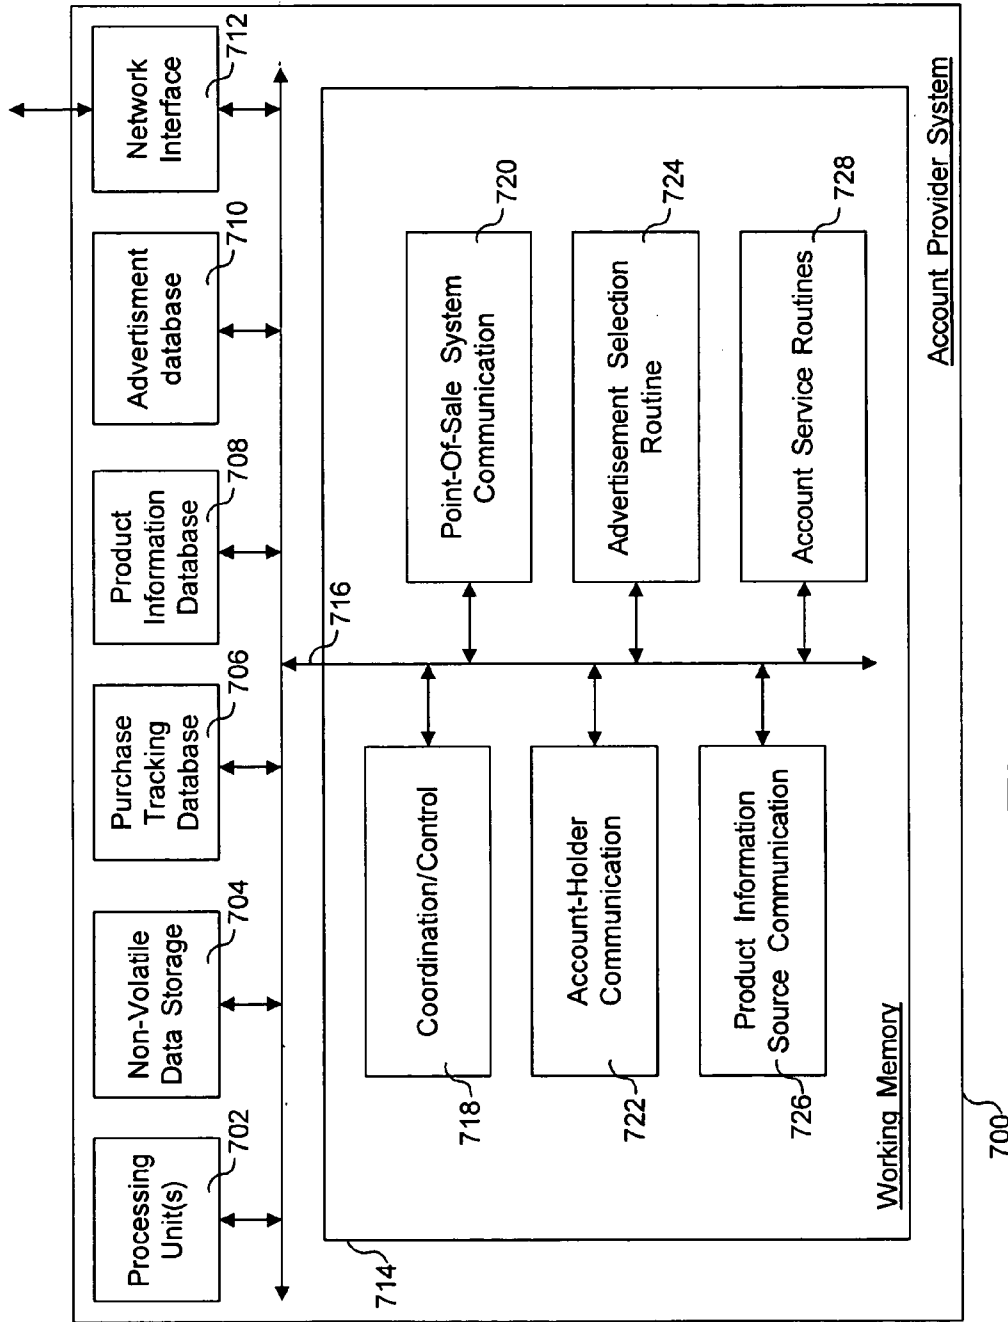 Processing
Unit(s)
702
Non-Volatile
Data Storage
704
Purchase
Tracking
Database
706
Product
Information
Database
708
Advertisment
database
710
Network
Interface
712
716
714
Coordination/Control
718
Point-Of-Sale System
Communication
720
Account-Holder
Communication
722
Advertisement Selection
Routine
724
Product Information
Source Communication
726
Account Service Routines
728
Working Memory
Account Provider System
700